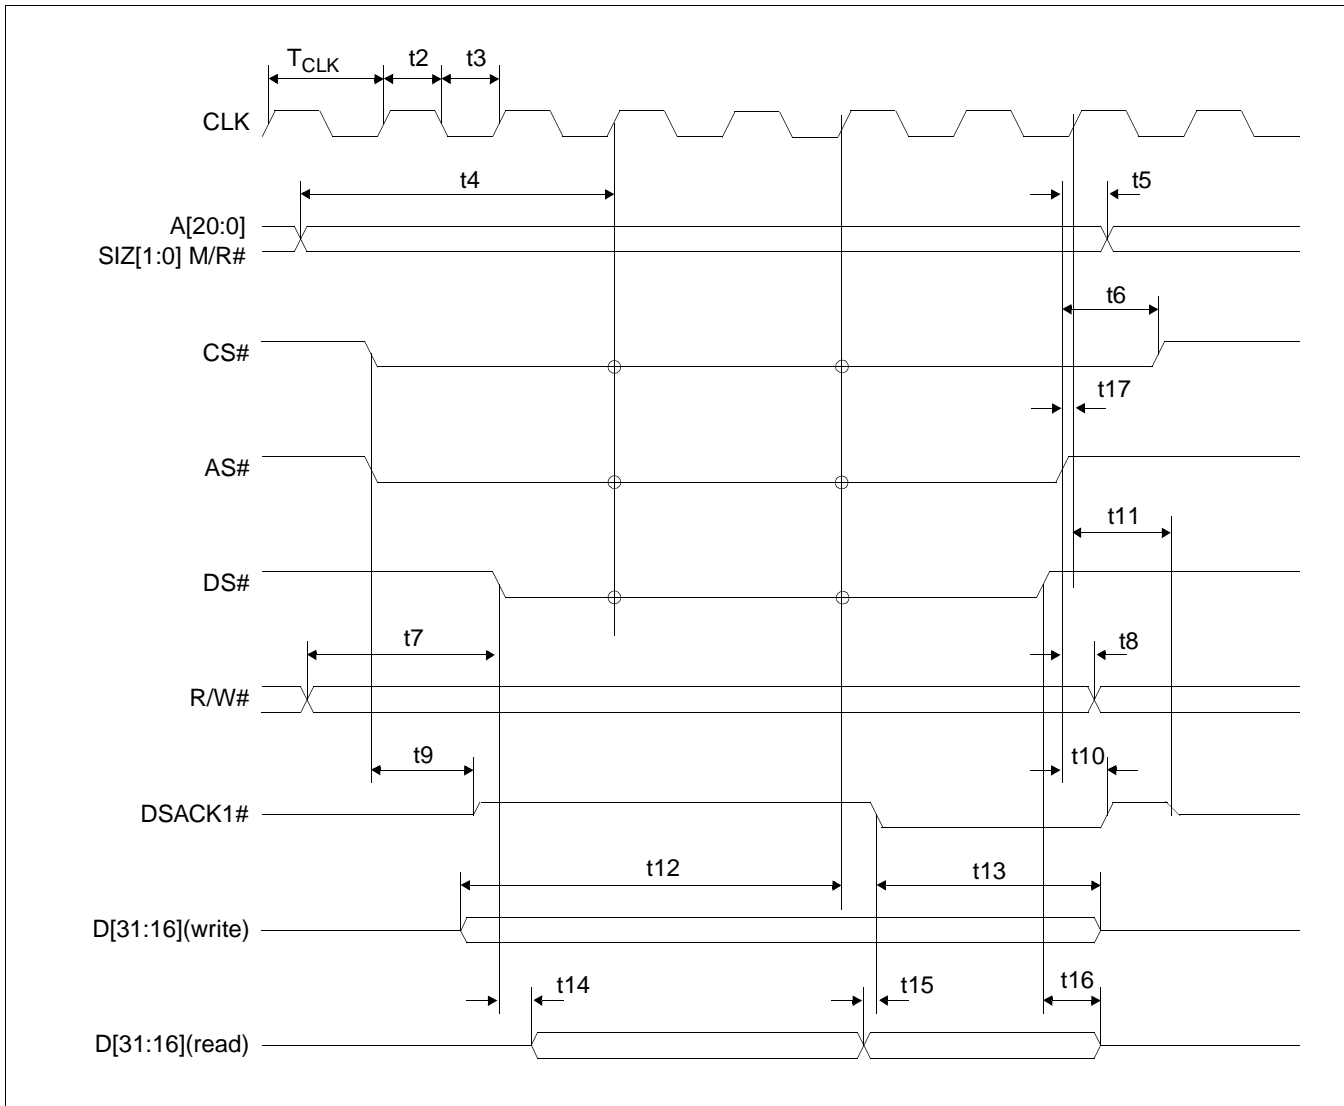 TCLK t2 t3
CLK
t4 t5
A[20:0]
SIZ[1:0] M/R#
t6
CS#
t17
AS#
t11
DS#
t7 t8
R/W#
t9 t10
DSACK1#
t12 t13
D[31:16](write)
t14 t15 t16
D[31:16](read)